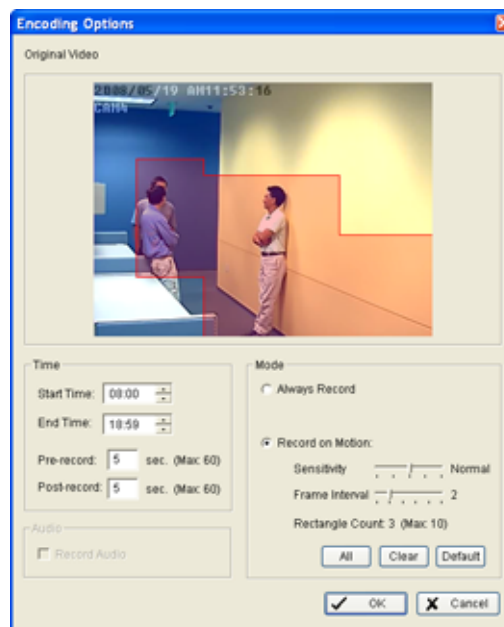 Encoding Options
Original Video
2008/05/19 AM11:53:16
CAM4
Time
Start Time: 08:00
End Time: 18:59
Pre-record: 5 sec. (Max: 60)
Post-record: 5 sec. (Max: 60)
Audio
Record Audio
Mode
Always Record
Record on Motion:
Sensitivity Normal
Frame Interval 2
Rectangle Count: 3 (Max: 10)
All Clear Default
OK Cancel